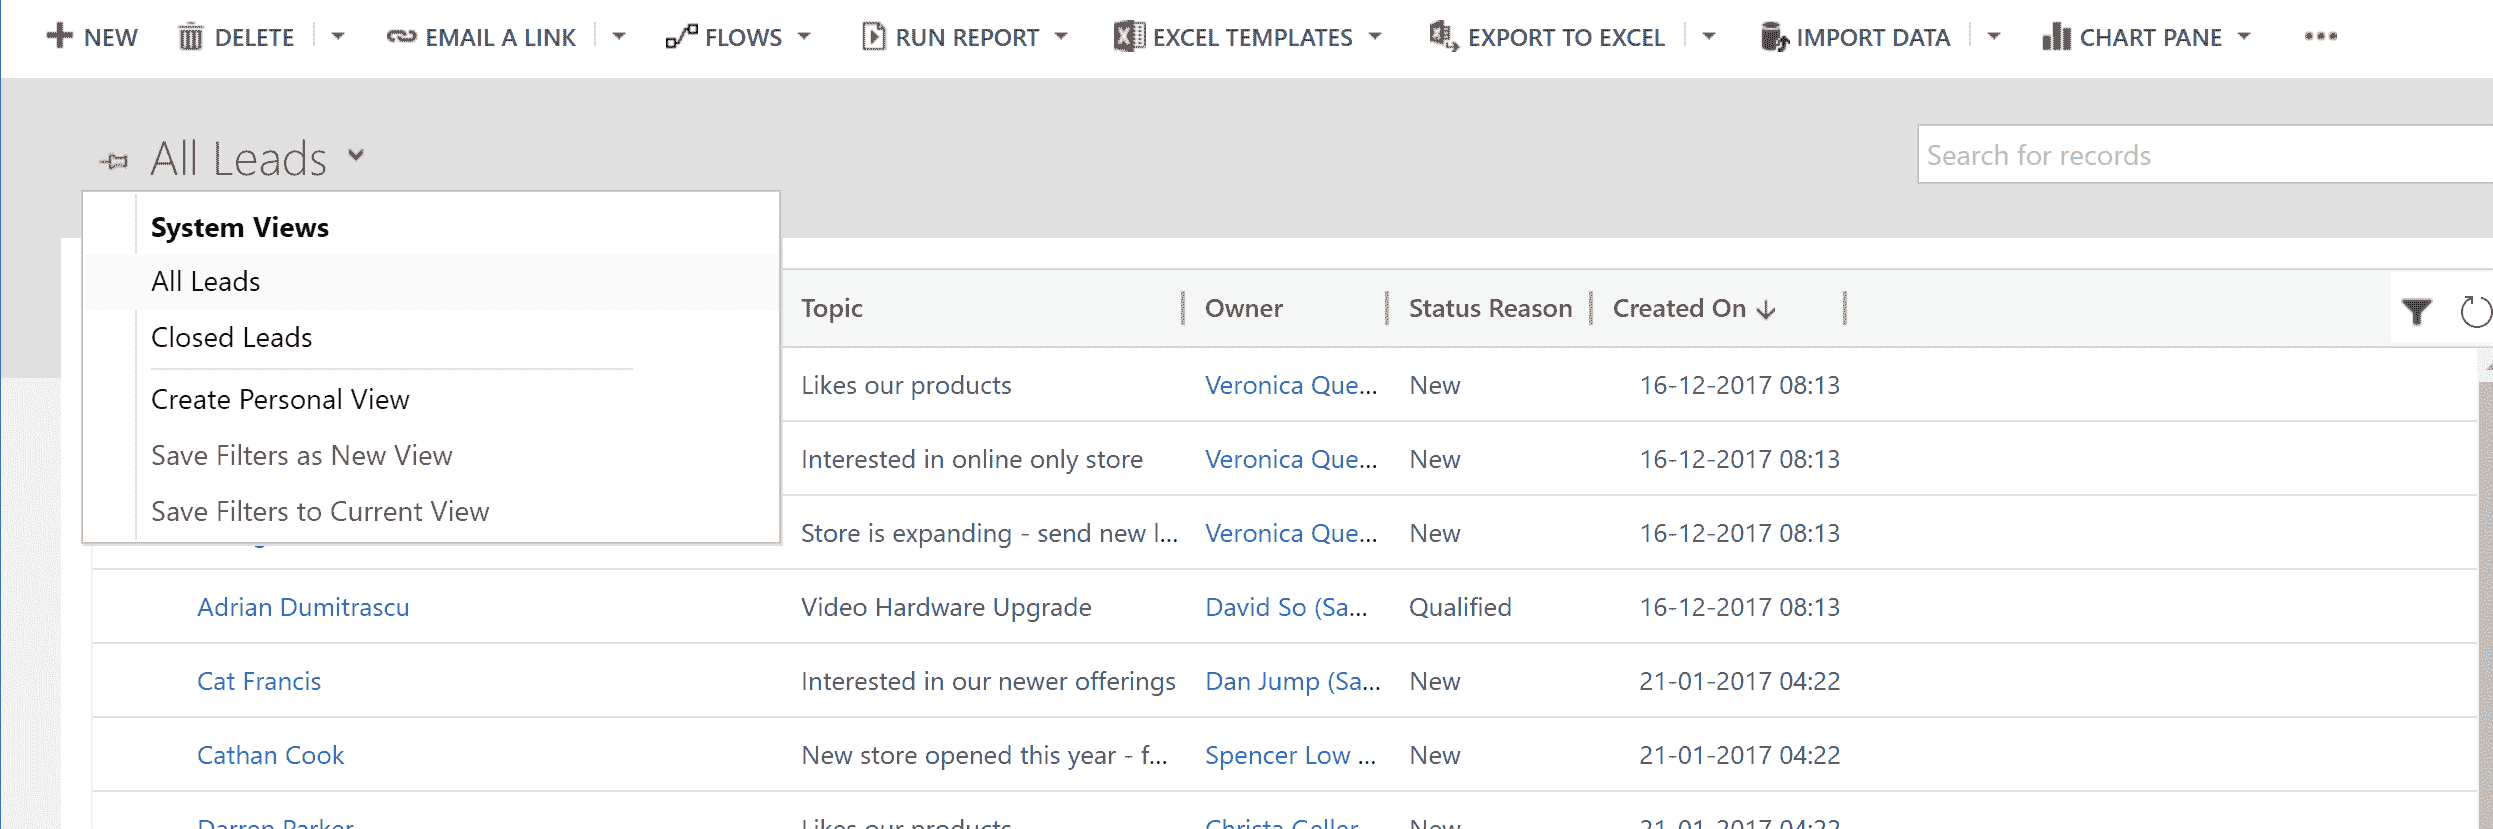 NEW DELETE EMAIL A LINK FLOWS RUN REPORT EXCEL TEMPLATES EXPORT TO EXCEL IMPORT DATA CHART PANE
All Leads
Search for records
System Views
All Leads
Closed Leads
Create Personal View
Save Filters as New View
Save Filters to Current View
Topic Owner Status Reason Created On
Likes our products Veronica Que... New 16-12-2017 08:13
Interested in online only store Veronica Que... New 16-12-2017 08:13
Store is expanding - send new l... Veronica Que... New 16-12-2017 08:13
Adrian Dumitrascu Video Hardware Upgrade David So (Sa... Qualified 16-12-2017 08:13
Cat Francis Interested in our newer offerings Dan Jump (Sa... New 21-01-2017 04:22
Cathan Cook New store opened this year - f... Spencer Low ... New 21-01-2017 04:22
Darren Parker Likes our products Christa Geller New 21-01-2017 04:22